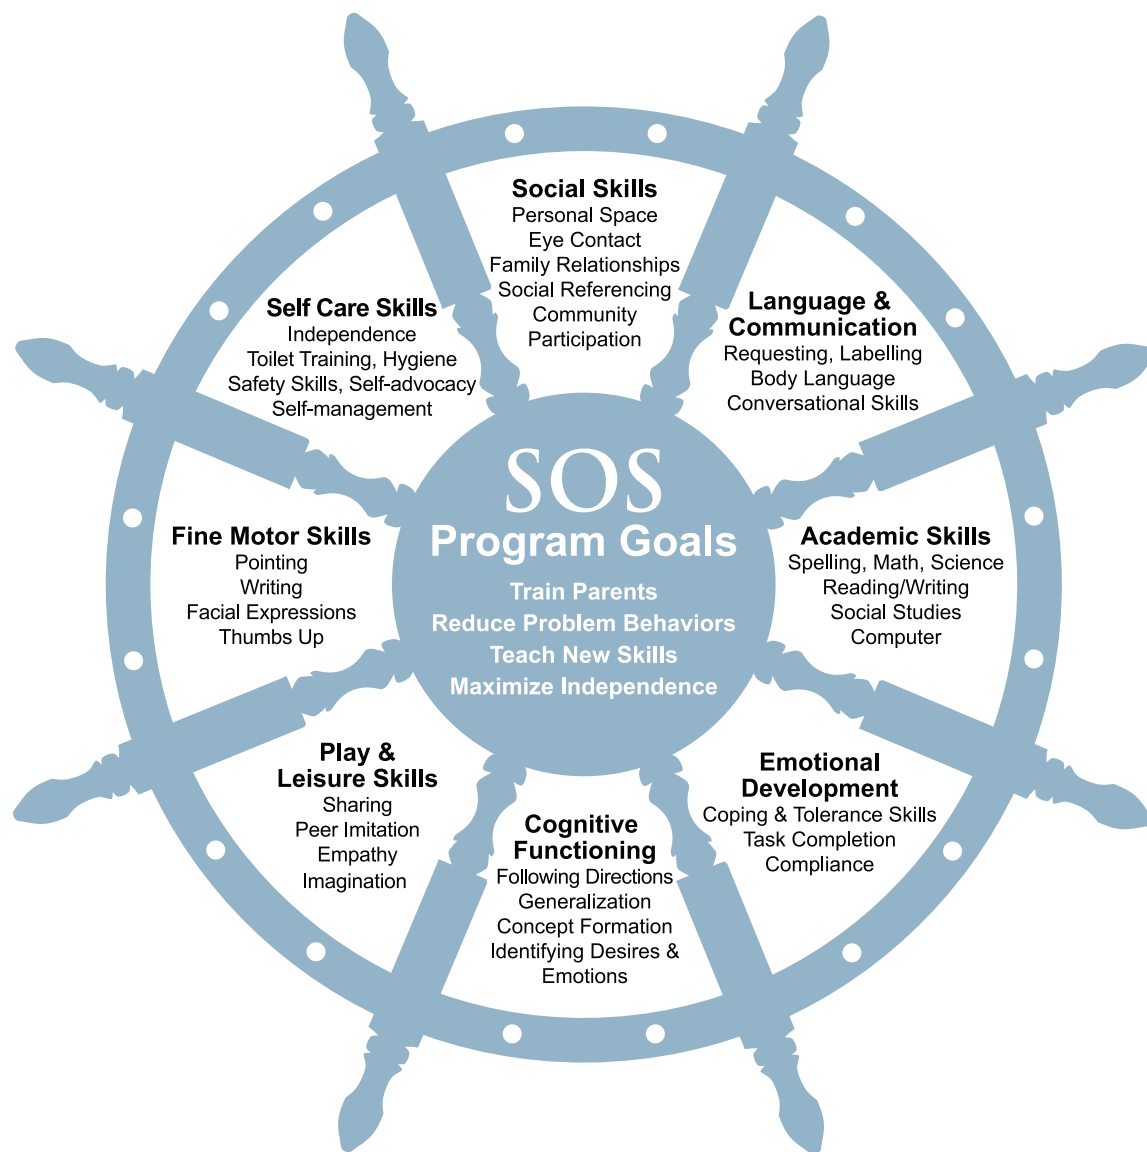 Social Skills
Personal Space
Eye Contact
Family Relationships
Social Referencing
Community
Participation
Language &
Communication
Requesting, Labelling
Body Language
Conversational Skills
Academic Skills
Spelling, Math, Science
Reading/Writing
Social Studies
Computer
Emotional
Development
Coping & Tolerance Skills
Task Completion
Compliance
Cognitive
Functioning
Following Directions
Generalization
Concept Formation
Identifying Desires &
Emotions
Play &
Leisure Skills
Sharing
Peer Imitation
Empathy
Imagination
Fine Motor Skills
Pointing
Writing
Facial Expressions
Thumbs Up
Self Care Skills
Independence
Toilet Training, Hygiene
Safety Skills, Self-advocacy
Self-management
SOS
Program Goals
Train Parents
Reduce Problem Behaviors
Teach New Skills
Maximize Independence